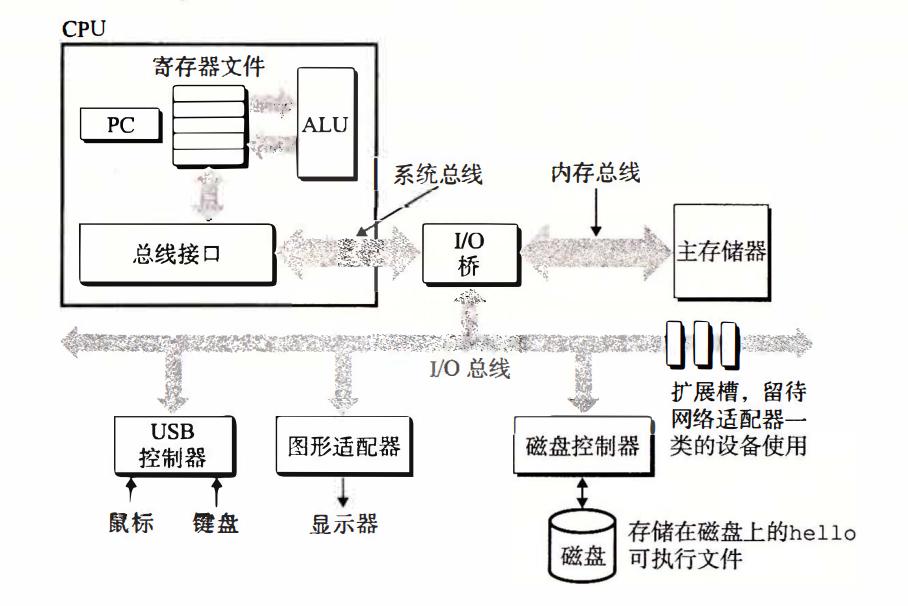 CPU
寄存器文件
PC
ALU
系统总线
内存总线
总线接口
I/O
桥
主存储器
I/O 总线
扩展槽，留待
网络适配器一
类的设备使用
USB
控制器
图形适配器
磁盘控制器
鼠标
键盘
显示器
磁盘
存储在磁盘上的hello
可执行文件